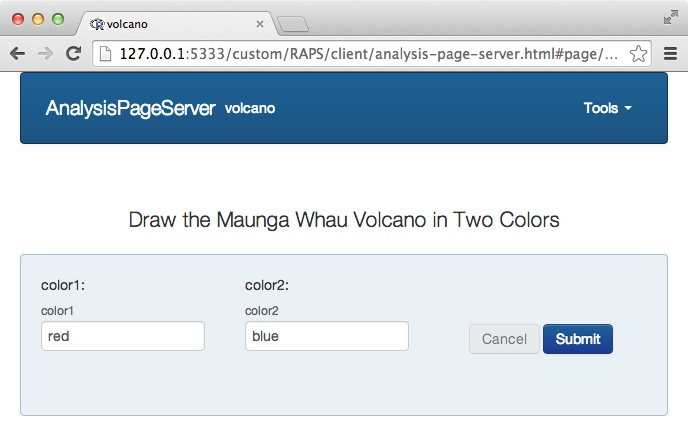 volcano
127.0.0.1:5333/custom/RAPS/client/analysis-page-server.html#page/...
AnalysisPageServer volcano Tools
Draw the Maunga Whau Volcano in Two Colors
color1: color2:
color1 color2
red blue Cancel Submit